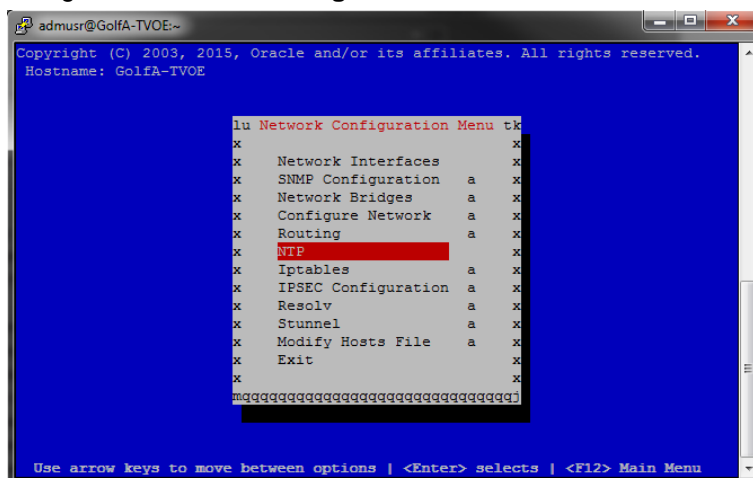 admusr@GolfA-TVOE:~
Copyright (C) 2003, 2015, Oracle and/or its affiliates. All rights reserved.
Hostname: GolfA-TVOE
lu Network Configuration Menu tk
x x
x Network Interfaces x
x SNMP Configuration a x
x Network Bridges a x
x Configure Network a x
x Routing a x
x NTP x
x Iptables a x
x IPSEC Configuration a x
x Resolv a x
x Stunnel a x
x Modify Hosts File a x
x Exit x
x x
mqqqqqqqqqqqqqqqqqqqqqqqqqqqqqqj
Use arrow keys to move between options | <Enter> selects | <F12> Main Menu